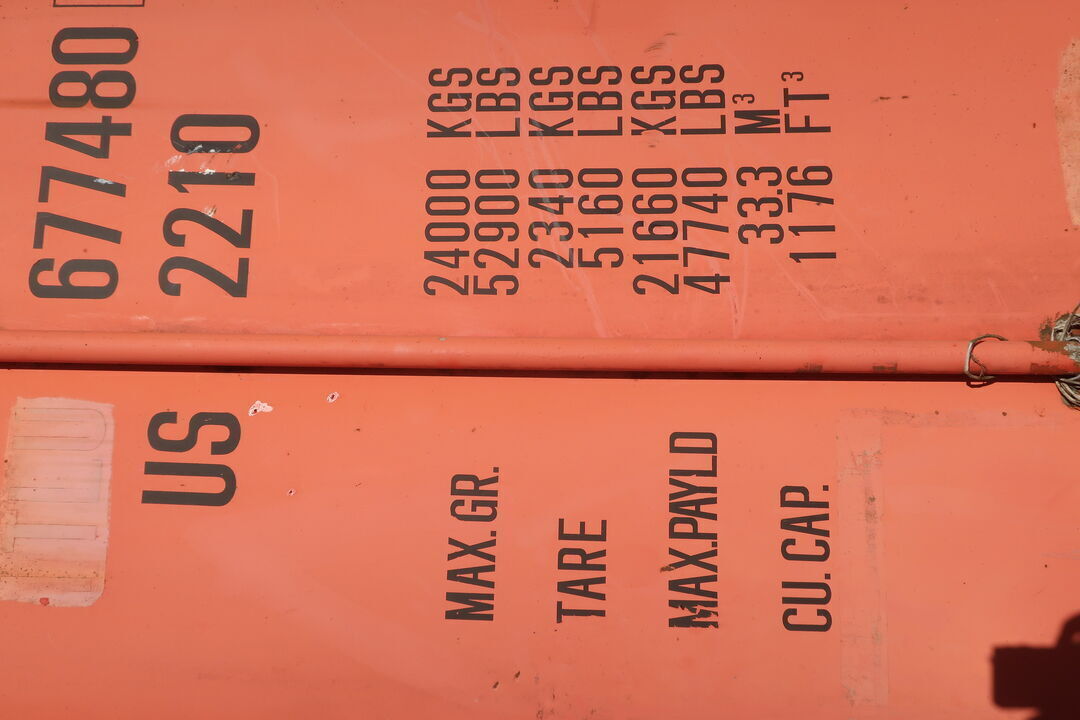 677480
US 2210
MAX. GR. 24000 KGS
52900 LBS
TARE 2340 KGS
5160 LBS
MAX.PAYLD 21660 KGS
47740 LBS
CU. CAP. 33.3 M³
1176 FT³